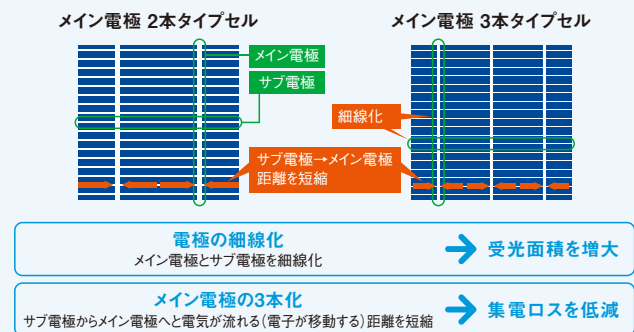 メイン電極 2本タイプセル
メイン電極 3本タイプセル
メイン電極
サブ電極
細線化
サブ電極→メイン電極
距離を短縮
電極の細線化
メイン電極とサブ電極を細線化
受光面積を増大
メイン電極の3本化
サブ電極からメイン電極へと電気が流れる(電子が移動する)距離を短縮
集電ロスを低減